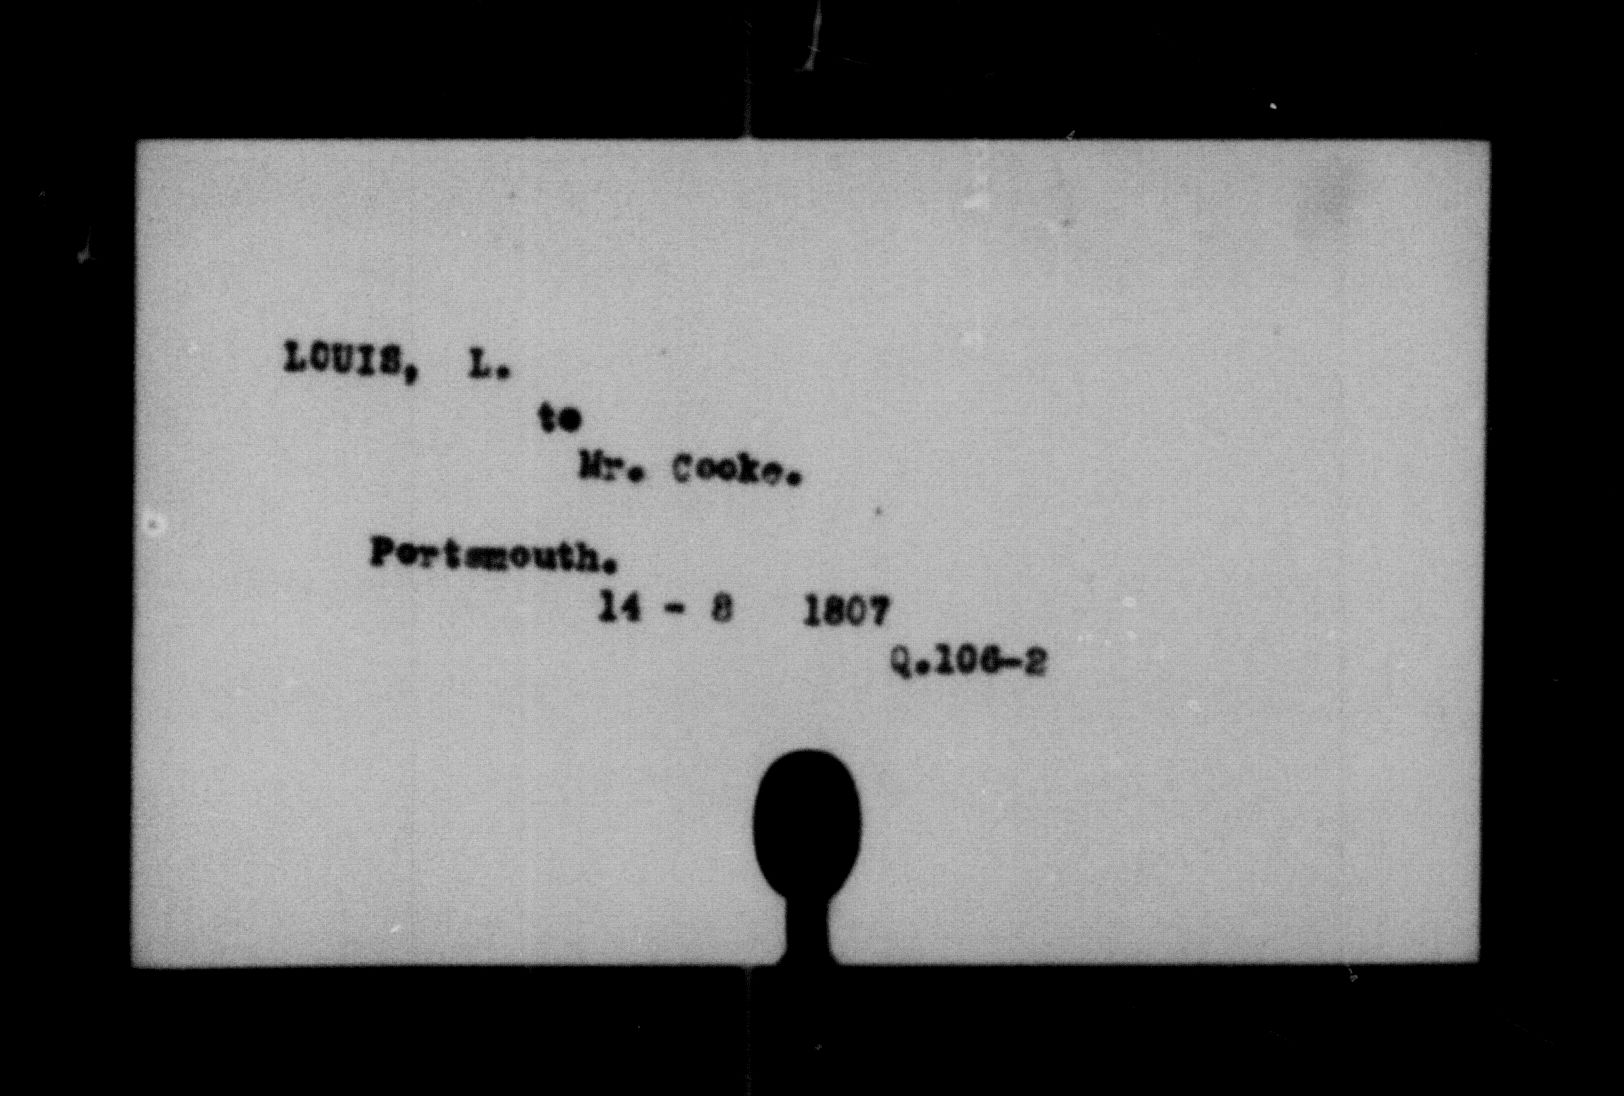 LOUIS, L.
to
Mr. Cooke.
Portsmouth.
14 - 8 1807
Q.106-2